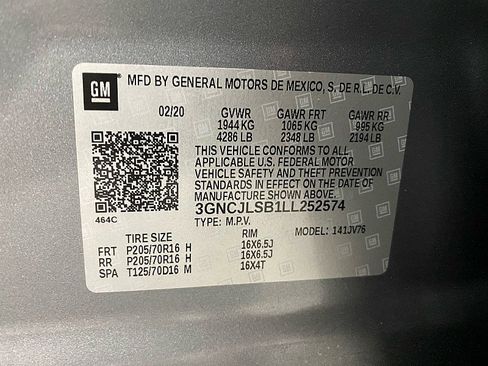 GM MFD BY GENERAL MOTORS DE MEXICO, S. DE R.L. DE C.V.
02/20 GVWR GAWR FRT GAWR RR
1944 KG 1065 KG 995 KG
4286 LB 2348 LB 2194 LB
THIS VEHICLE CONFORMS TO ALL
APPLICABLE U.S. FEDERAL MOTOR
VEHICLE SAFETY AND THEFT PREVENTION
STANDARDS IN EFFECT ON THE DATE OF
MANUFACTURE SHOWN ABOVE.
3GNCJLSB1LL252574
464C TYPE: M.P.V.
MODEL: 141JV76
TIRE SIZE RIM
FRT P205/70R16 H 16X6.5J
RR P205/70R16 H 16X6.5J
SPA T125/70D16 M 16X4T